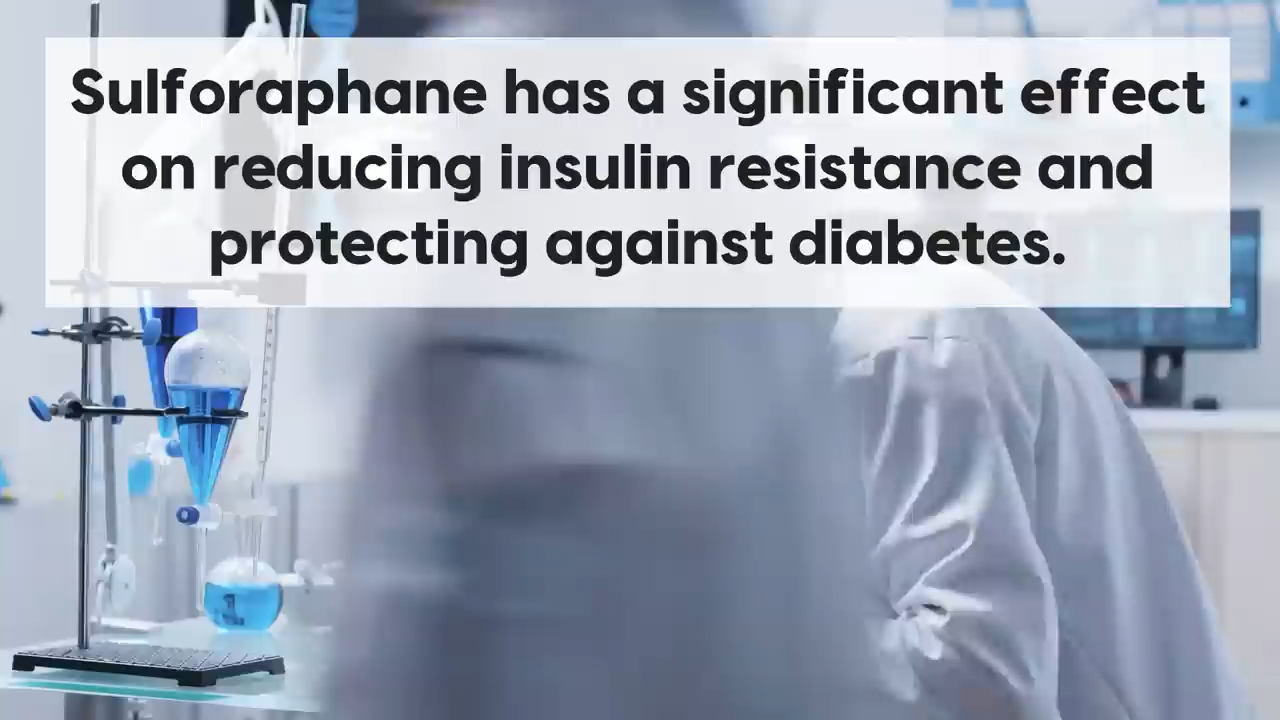 Sulforaphane has a significant effect
on reducing insulin resistance and
protecting against diabetes.